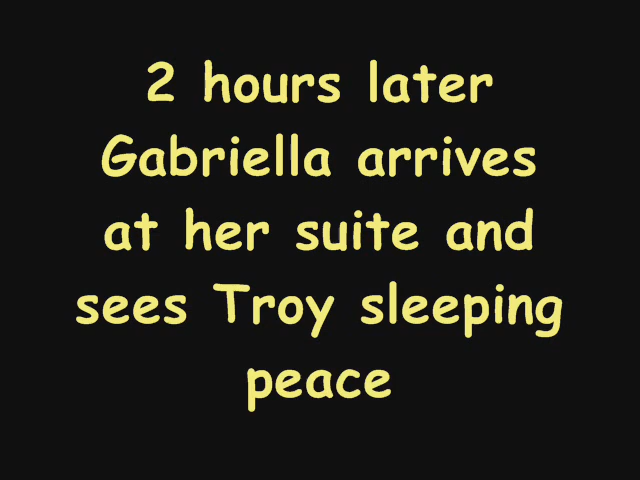 2 hours later
Gabriella arrives
at her suite and
sees Troy sleeping
peace